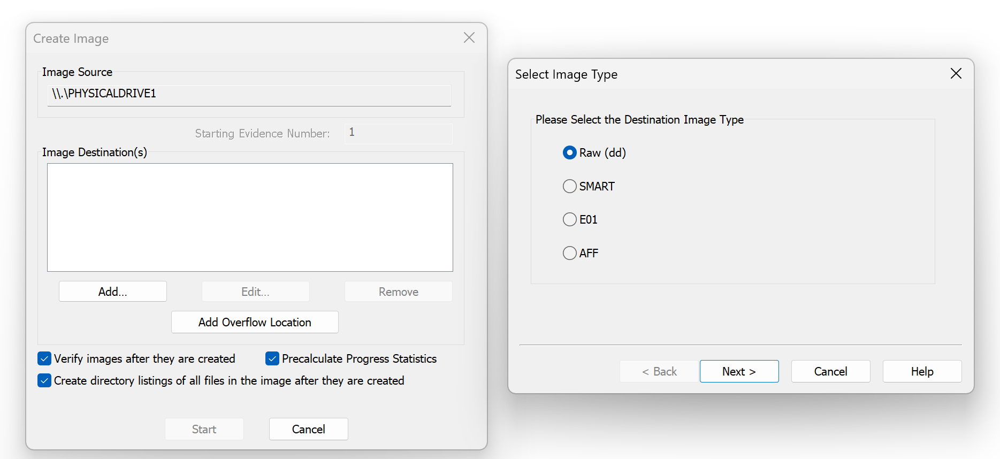 Create Image
Image Source
\\.\PHYSICALDRIVE1
Starting Evidence Number: 1
Image Destination(s)
Add... Edit... Remove
Add Overflow Location
Verify images after they are created Precalculate Progress Statistics
Create directory listings of all files in the image after they are created
Start Cancel
Select Image Type
Please Select the Destination Image Type
Raw (dd)
SMART
E01
AFF
< Back Next > Cancel Help